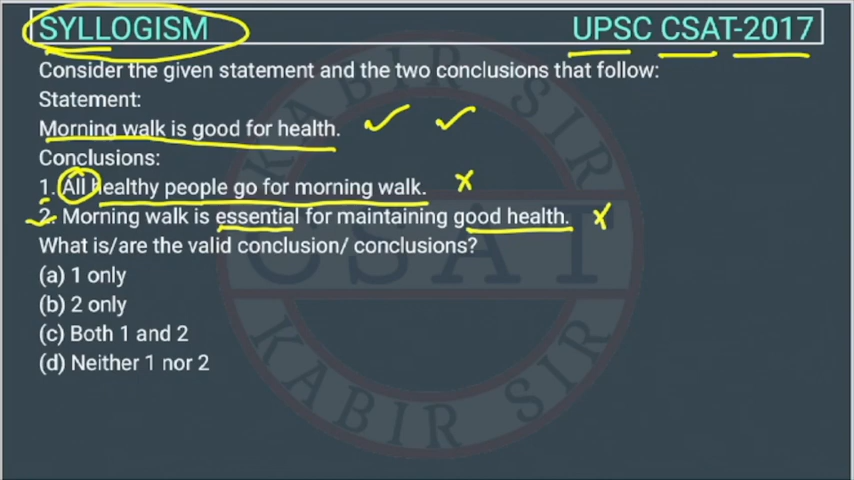 SYLLOGISM UPSC CSAT-2017
Consider the given statement and the two conclusions that follow:
Statement:
Morning walk is good for health.
Conclusions:
1. All healthy people go for morning walk.
2. Morning walk is essential for maintaining good health.
What is/are the valid conclusion/ conclusions?
(a) 1 only
(b) 2 only
(c) Both 1 and 2
(d) Neither 1 nor 2
KABIR SIR
CSAT
KABIR SIR